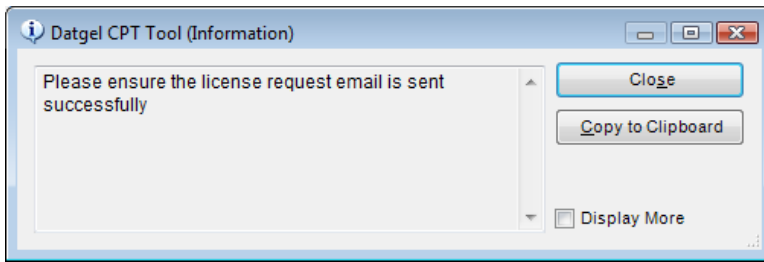 Datgel CPT Tool (Information)
Please ensure the license request email is sent
successfully
Close
Copy to Clipboard
Display More